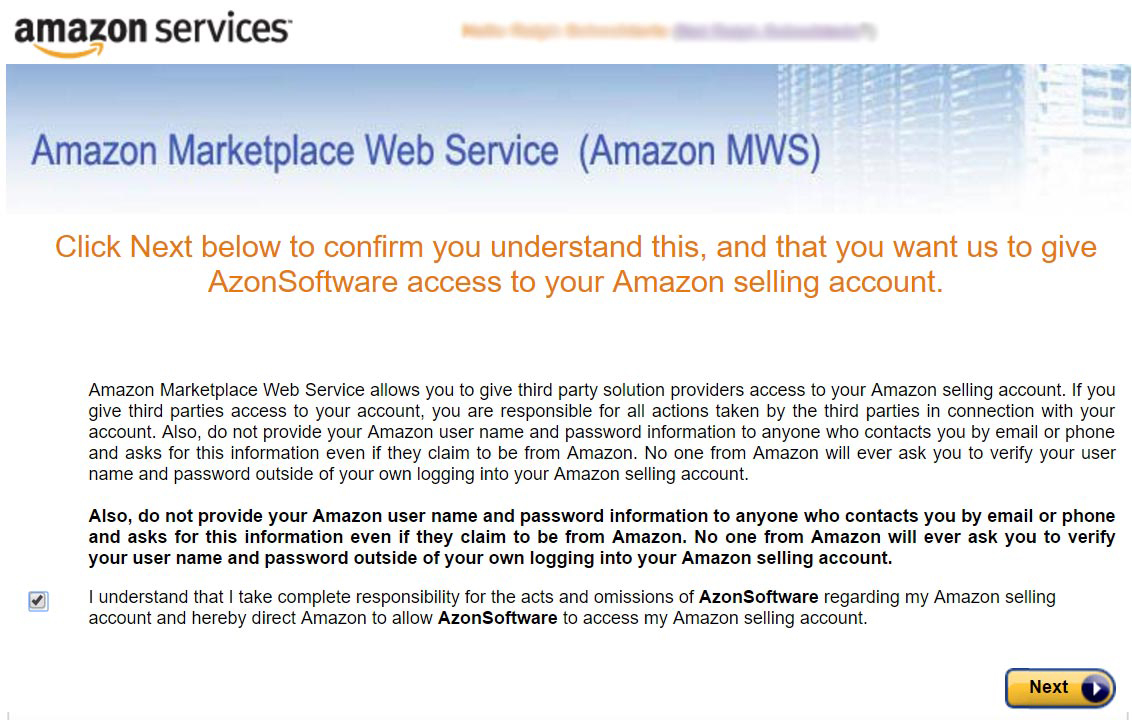 amazon services
Amazon Marketplace Web Service (Amazon MWS)
Click Next below to confirm you understand this, and that you want us to give
AzonSoftware access to your Amazon selling account.
Amazon Marketplace Web Service allows you to give third party solution providers access to your Amazon selling account. If you
give third parties access to your account, you are responsible for all actions taken by the third parties in connection with your
account. Also, do not provide your Amazon user name and password information to anyone who contacts you by email or phone
and asks for this information even if they claim to be from Amazon. No one from Amazon will ever ask you to verify your user
name and password outside of your own logging into your Amazon selling account.
Also, do not provide your Amazon user name and password information to anyone who contacts you by email or phone
and asks for this information even if they claim to be from Amazon. No one from Amazon will ever ask you to verify
your user name and password outside of your own logging into your Amazon selling account.
I understand that I take complete responsibility for the acts and omissions of AzonSoftware regarding my Amazon selling
account and hereby direct Amazon to allow AzonSoftware to access my Amazon selling account.
Next